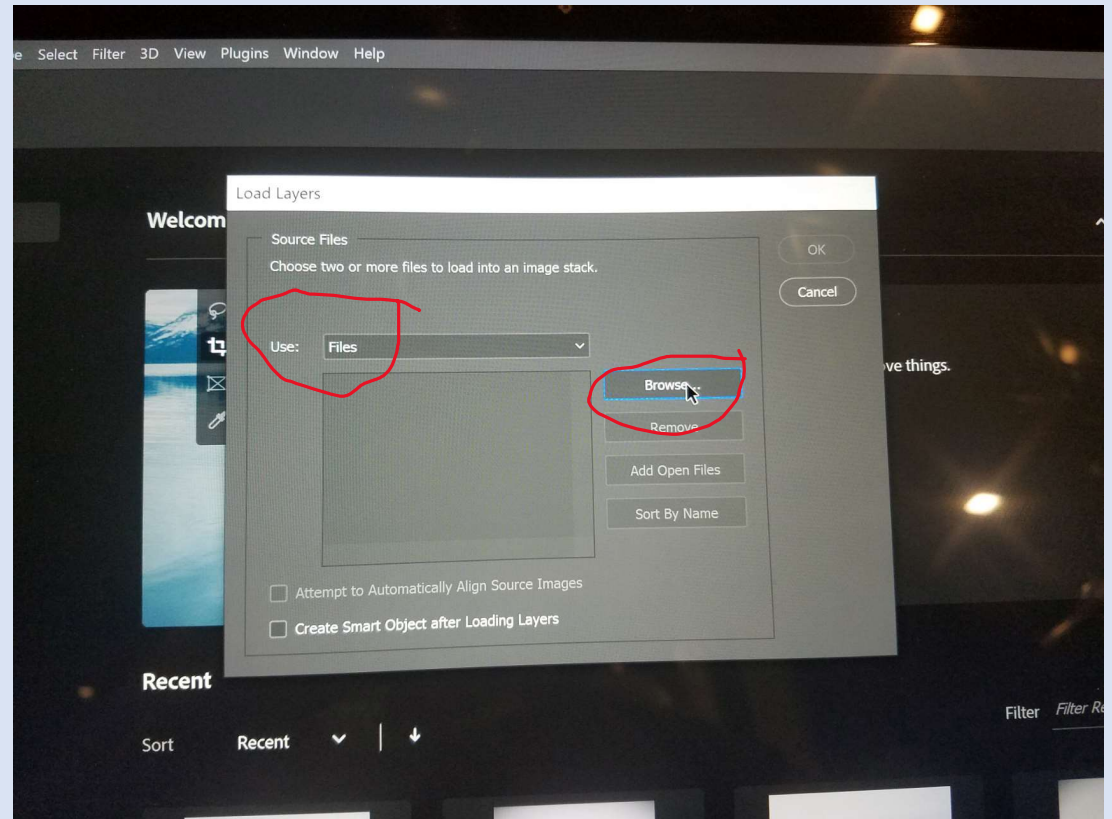 e Select Filter 3D View Plugins Window Help
Load Layers
Welcom
Source Files
Choose two or more files to load into an image stack.
OK
Cancel
Use: Files
Browse...
ve things.
Remove
Add Open Files
Sort By Name
Attempt to Automatically Align Source Images
Create Smart Object after Loading Layers
Recent
Filter Filter Re
Sort Recent